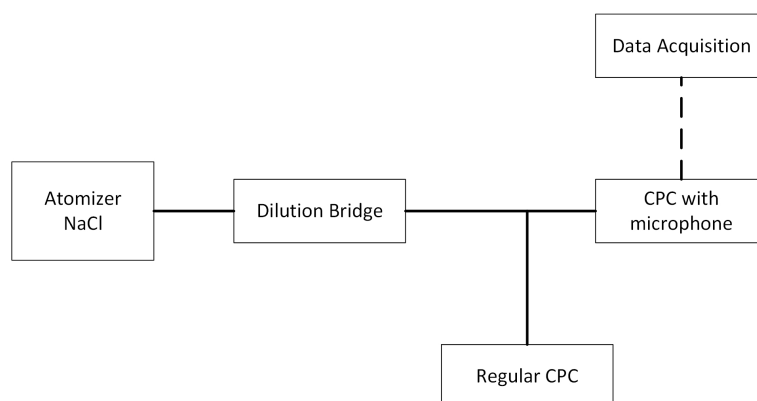 Data Acquisition
Atomizer
NaCl
Dilution Bridge
CPC with
microphone
Regular CPC